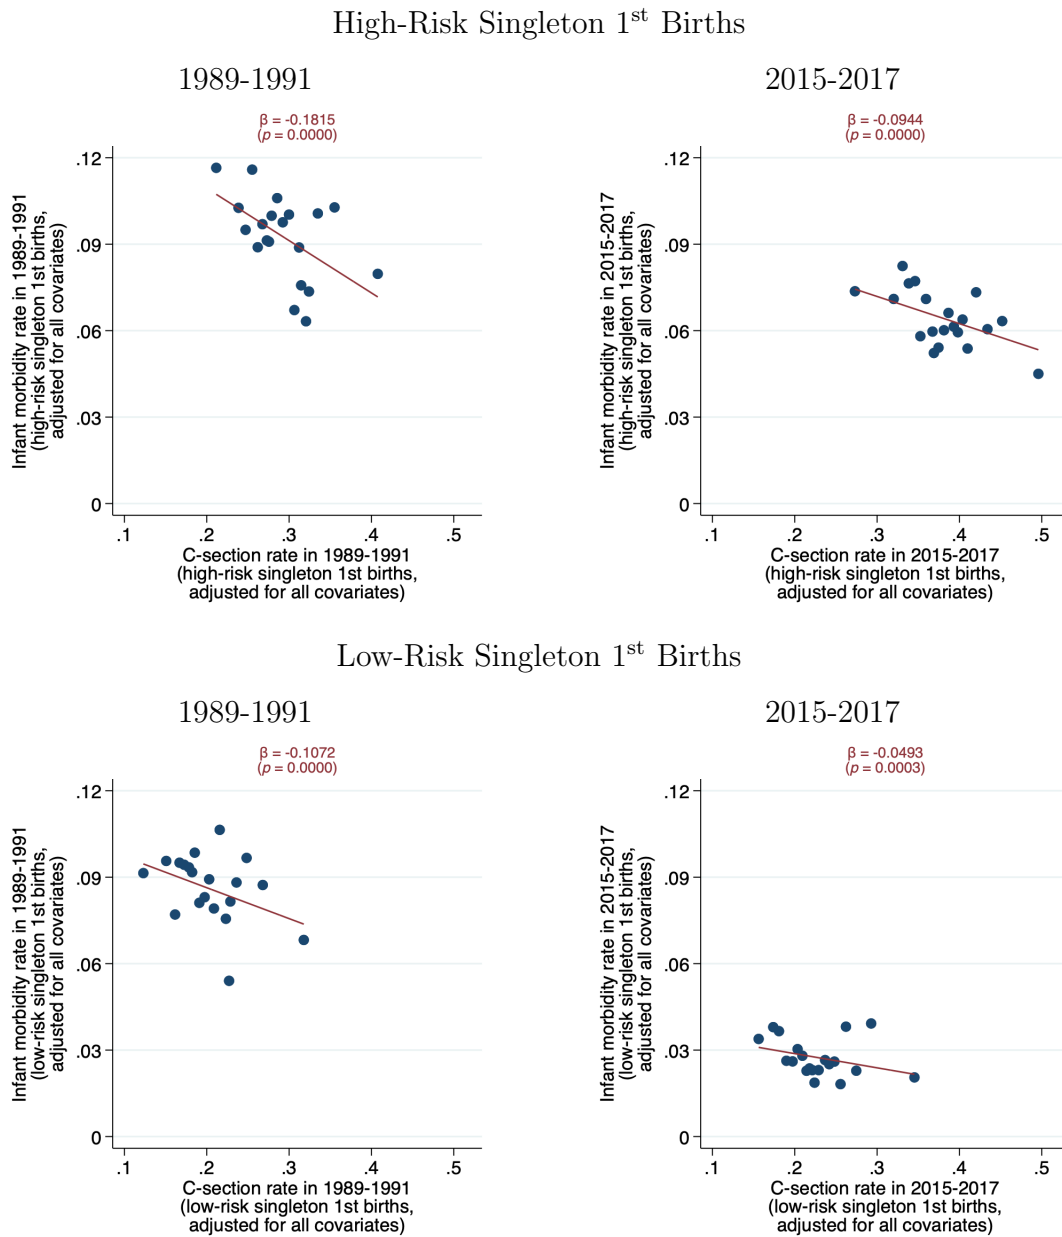 High-Risk Singleton 1st Births
1989-1991
2015-2017
β = -0.1815
(p = 0.0000)
.12
.09
.06
.03
0
Infant morbidity rate in 1989-1991
(high-risk singleton 1st births,
adjusted for all covariates)
.1 .2 .3 .4 .5
C-section rate in 1989-1991
(high-risk singleton 1st births,
adjusted for all covariates)
β = -0.0944
(p = 0.0000)
.12
.09
.06
.03
0
Infant morbidity rate in 2015-2017
(high-risk singleton 1st births,
adjusted for all covariates)
.1 .2 .3 .4 .5
C-section rate in 2015-2017
(high-risk singleton 1st births,
adjusted for all covariates)
Low-Risk Singleton 1st Births
1989-1991
2015-2017
β = -0.1072
(p = 0.0000)
.12
.09
.06
.03
0
Infant morbidity rate in 1989-1991
(low-risk singleton 1st births,
adjusted for all covariates)
.1 .2 .3 .4 .5
C-section rate in 1989-1991
(low-risk singleton 1st births,
adjusted for all covariates)
β = -0.0493
(p = 0.0003)
.12
.09
.06
.03
0
Infant morbidity rate in 2015-2017
(low-risk singleton 1st births,
adjusted for all covariates)
.1 .2 .3 .4 .5
C-section rate in 2015-2017
(low-risk singleton 1st births,
adjusted for all covariates)